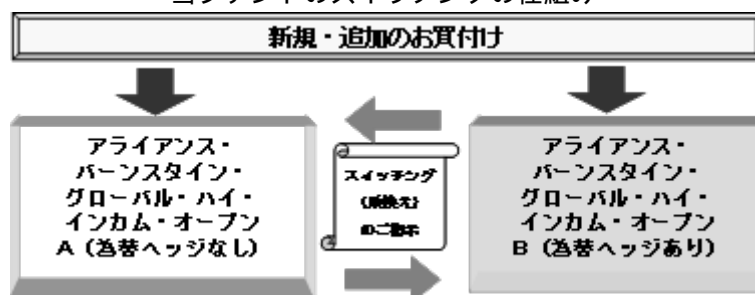 当ファンドのスイッチングの仕組み
新規・追加のお買付け
アライアンス・
バーンスタイン・
グローバル・ハイ・
インカム・オープン
A（為替ヘッジなし）
スイッチング
（乗換え）
のご指示
アライアンス・
バーンスタイン・
グローバル・ハイ・
インカム・オープン
B（為替ヘッジあり）